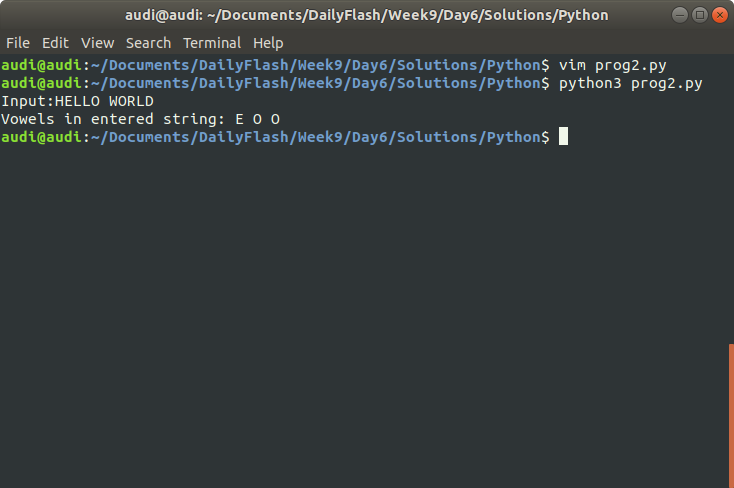 audi@audi: ~/Documents/DailyFlash/Week9/Day6/Solutions/Python
File Edit View Search Terminal Help
audi@audi:~/Documents/DailyFlash/Week9/Day6/Solutions/Python$ vim prog2.py
audi@audi:~/Documents/DailyFlash/Week9/Day6/Solutions/Python$ python3 prog2.py
Input:HELLO WORLD
Vowels in entered string: E O O
audi@audi:~/Documents/DailyFlash/Week9/Day6/Solutions/Python$